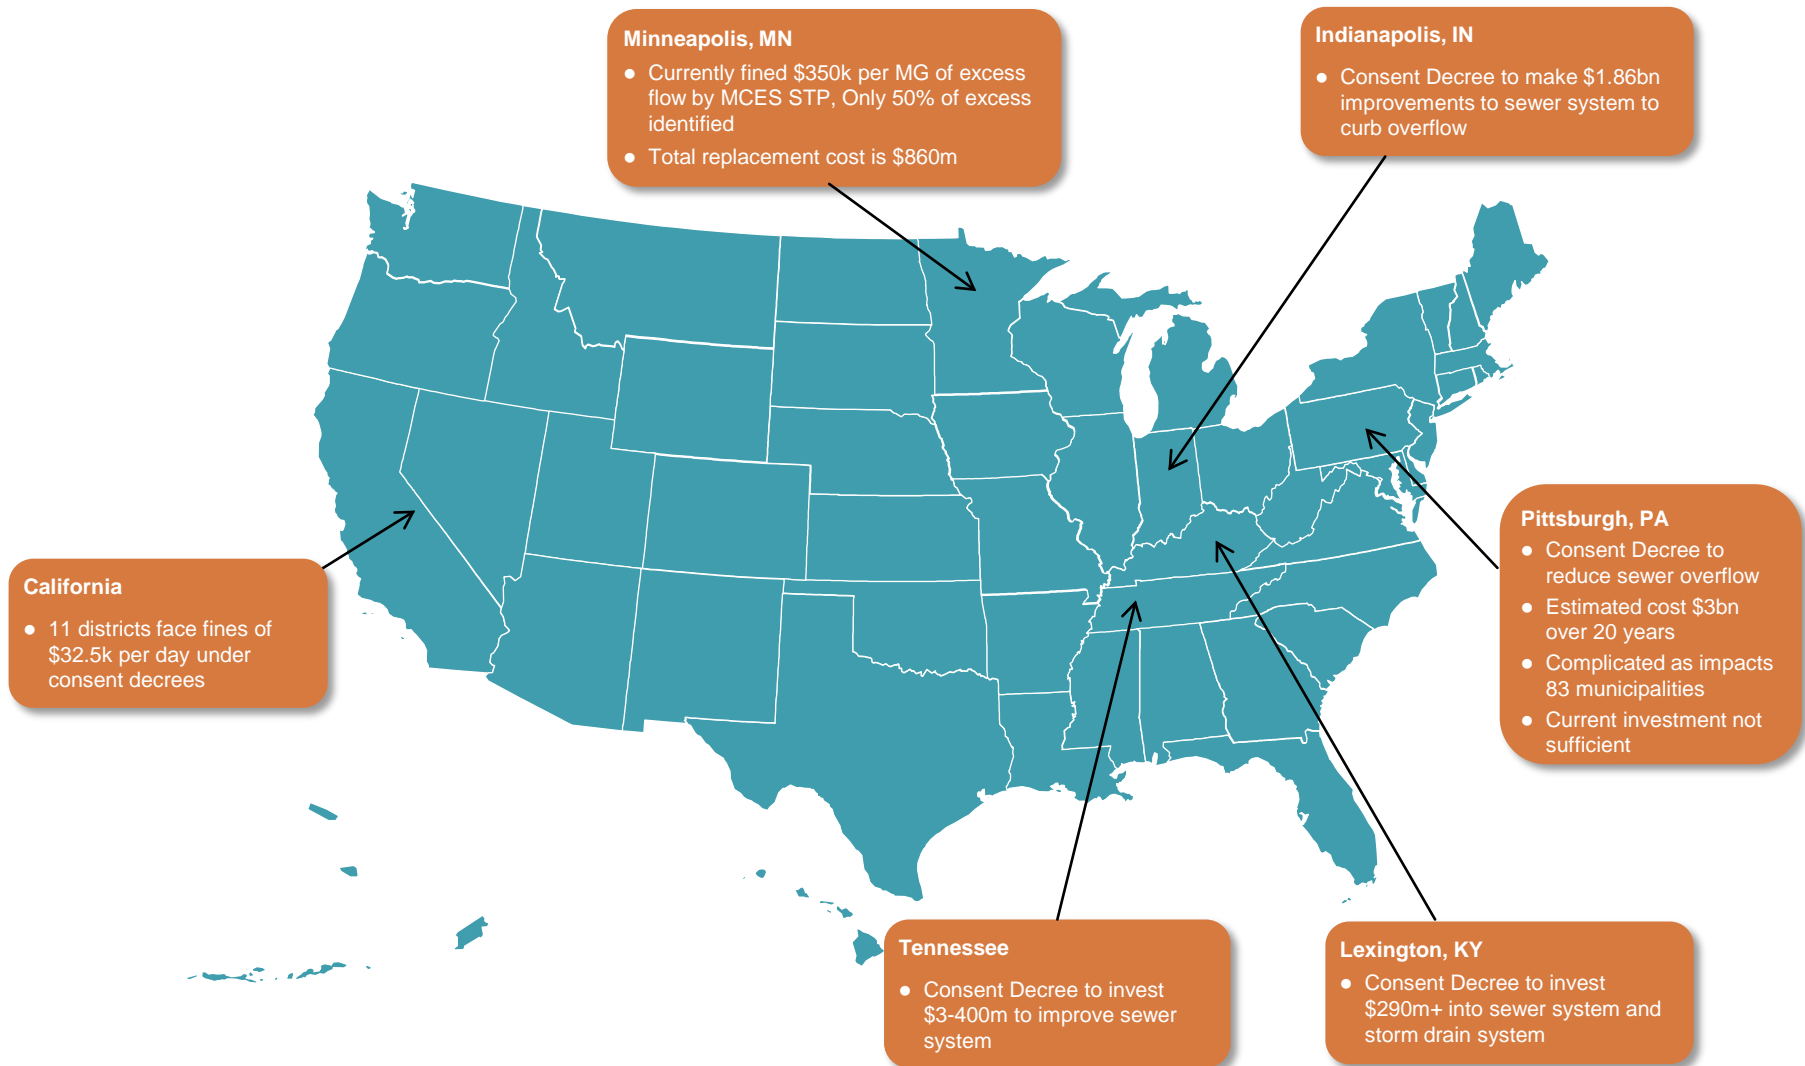 Minneapolis, MN
● Currently fined $350k per MG of excess
flow by MCES STP, Only 50% of excess
identified
● Total replacement cost is $860m
Indianapolis, IN
● Consent Decree to make $1.86bn
improvements to sewer system to
curb overflow
California
● 11 districts face fines of
$32.5k per day under
consent decrees
Pittsburgh, PA
● Consent Decree to
reduce sewer overflow
● Estimated cost $3bn
over 20 years
● Complicated as impacts
83 municipalities
● Current investment not
sufficient
Tennessee
● Consent Decree to invest
$3-400m to improve sewer
system
Lexington, KY
● Consent Decree to invest
$290m+ into sewer system and
storm drain system